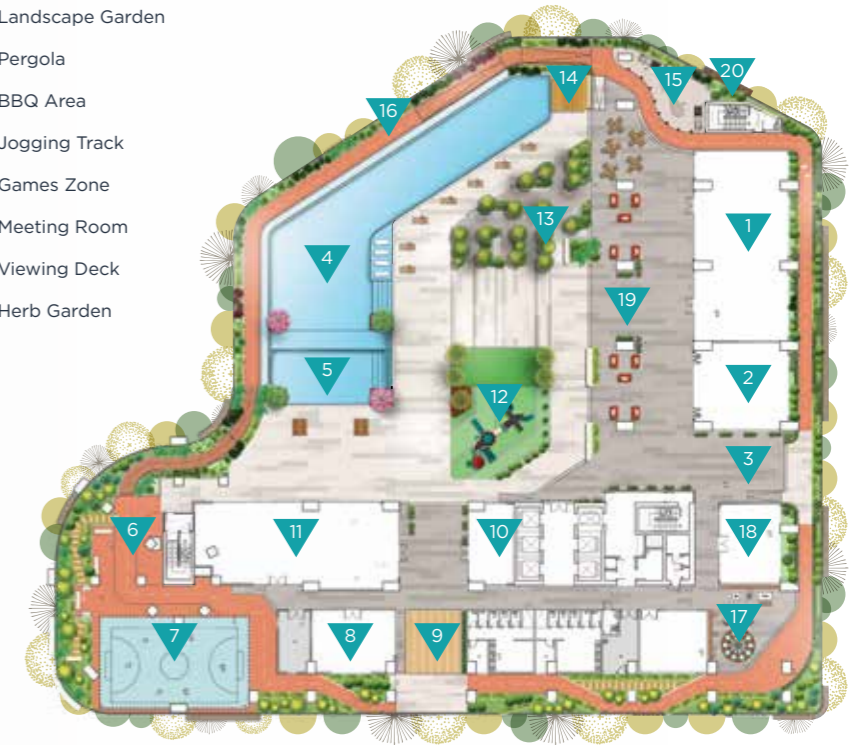 Landscape Garden
Pergola
BBQ Area
Jogging Track
Games Zone
Meeting Room
Viewing Deck
Herb Garden
14
15
20
16
1
13
4
19
5
2
12
3
6
11
10
18
7
8
9
17